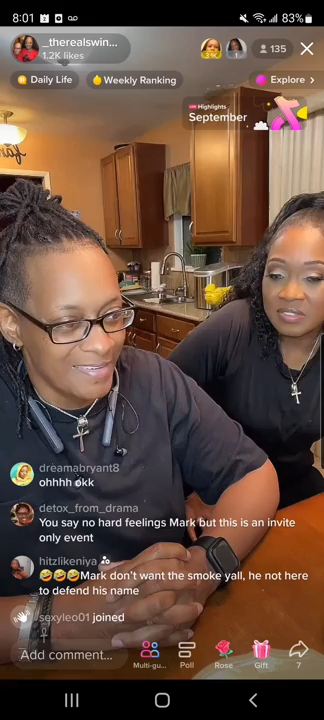 8:01
83%
_therealswin...
1.2K likes
135
Daily Life
Weekly Ranking
Explore >
LIVE Highlights
September
dreamabryant8
ohhhh økk
detox_from_drama
You say no hard feelings Mark but this is an invite
only event
hitzlikeniya
🤣🤣🤣Mark don't want the smoke yall, he not here
to defend his name
sexyleo01 joined
Add comment...
Multi-gu...
Poll
Rose
Gift
7